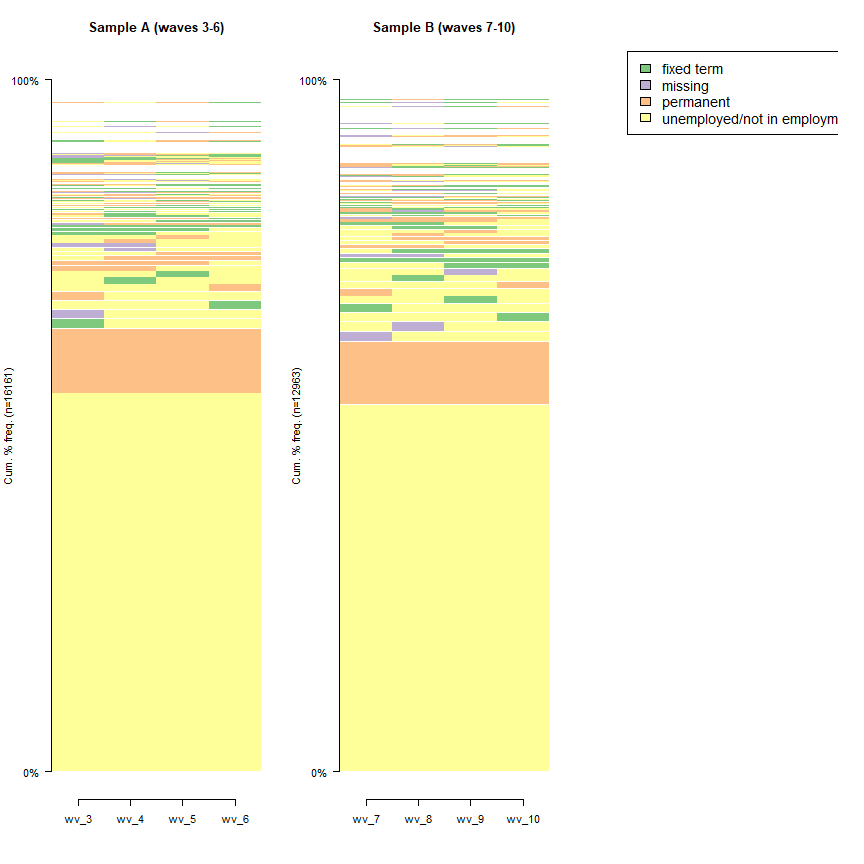 Sample A (waves 3-6)
Sample B (waves 7-10)
100%
100%
fixed term
missing
permanent
unemployed/not in employm
Cum. % freq. (n=16161)
Cum. % freq. (n=12963)
0%
0%
wv_3 wv_4 wv_5 wv_6
wv_7 wv_8 wv_9 wv_10